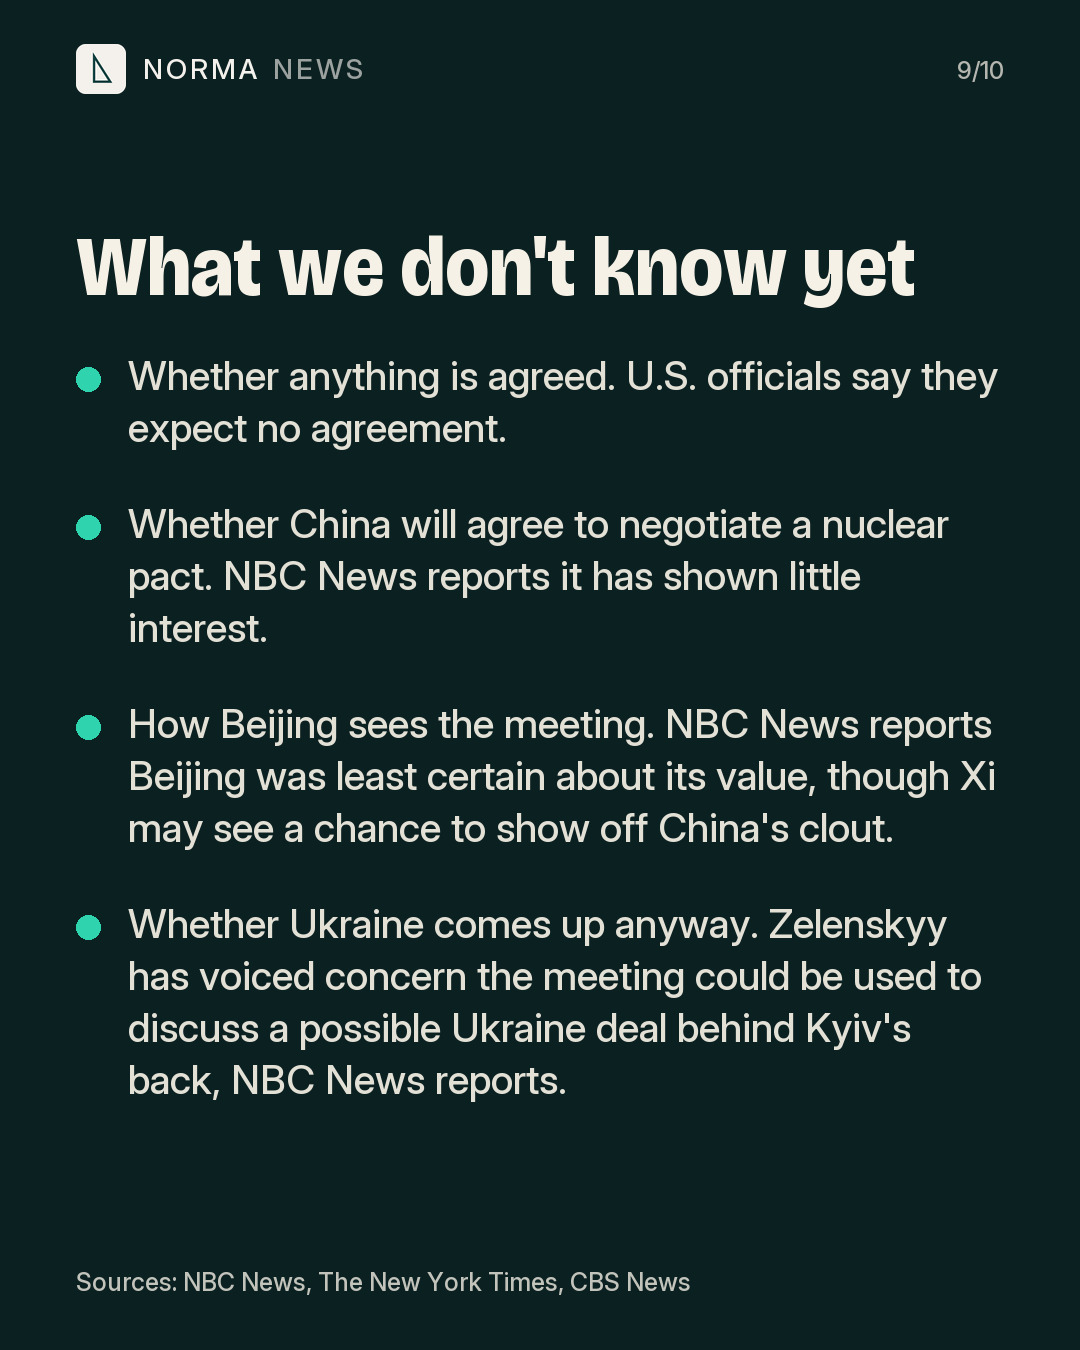 NORMA NEWS
9/10
What we don't know yet
Whether anything is agreed. U.S. officials say they
expect no agreement.
Whether China will agree to negotiate a nuclear
pact. NBC News reports it has shown little
interest.
How Beijing sees the meeting. NBC News reports
Beijing was least certain about its value, though Xi
may see a chance to show off China's clout.
Whether Ukraine comes up anyway. Zelenskyy
has voiced concern the meeting could be used to
discuss a possible Ukraine deal behind Kyiv's
back, NBC News reports.
Sources: NBC News, The New York Times, CBS News